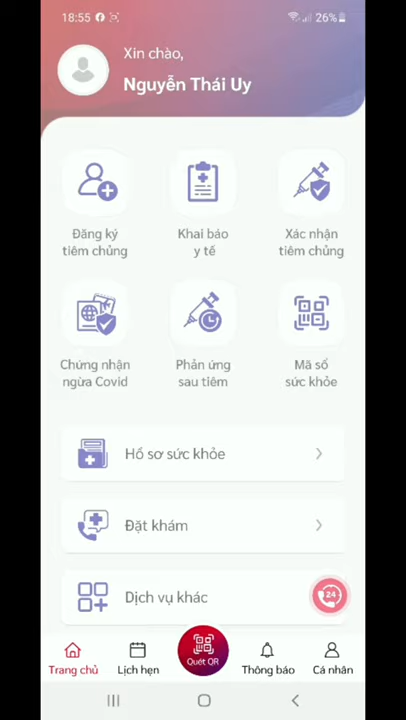 18:55 26%
Xin chào,
Nguyễn Thái Uy
Đăng ký
tiêm chủng
Khai báo
y tế
Xác nhận
tiêm chủng
Chứng nhận
ngừa Covid
Phản ứng
sau tiêm
Mã số
sức khỏe
Hồ sơ sức khỏe
Đặt khám
Dịch vụ khác
24
Trang chủ
Lịch hẹn
Quét QR
Thông báo
Cá nhân